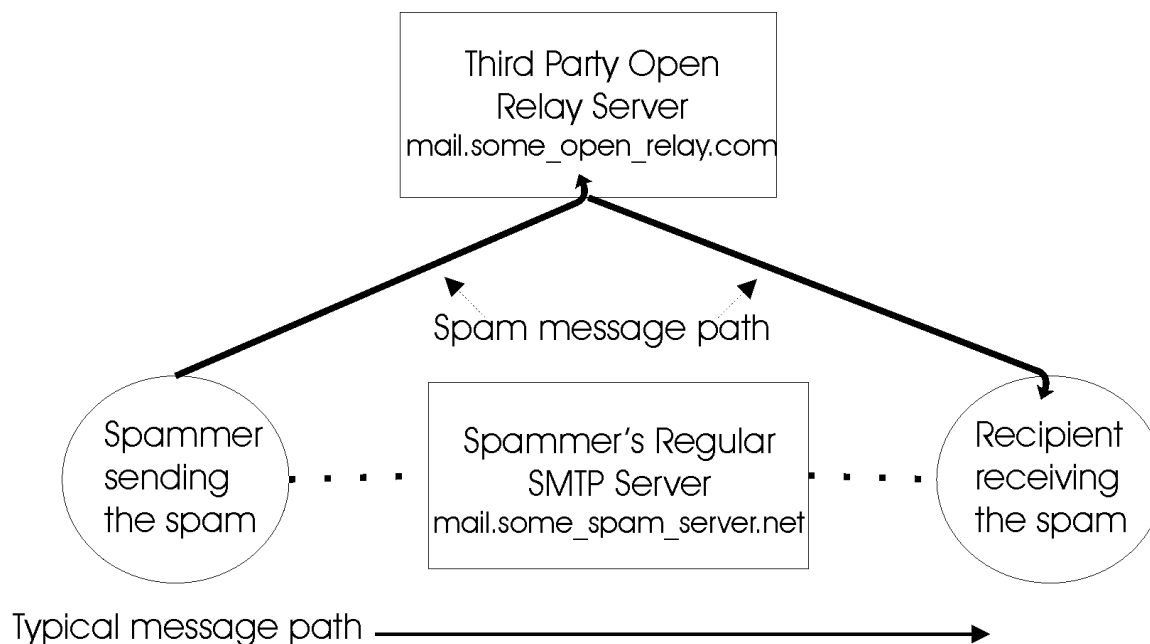 Third Party Open
Relay Server
mail.some_open_relay.com
Spam message path
Spammer
sending
the spam
Spammer's Regular
SMTP Server
mail.some_spam_server.net
Recipient
receiving
the spam
Typical message path